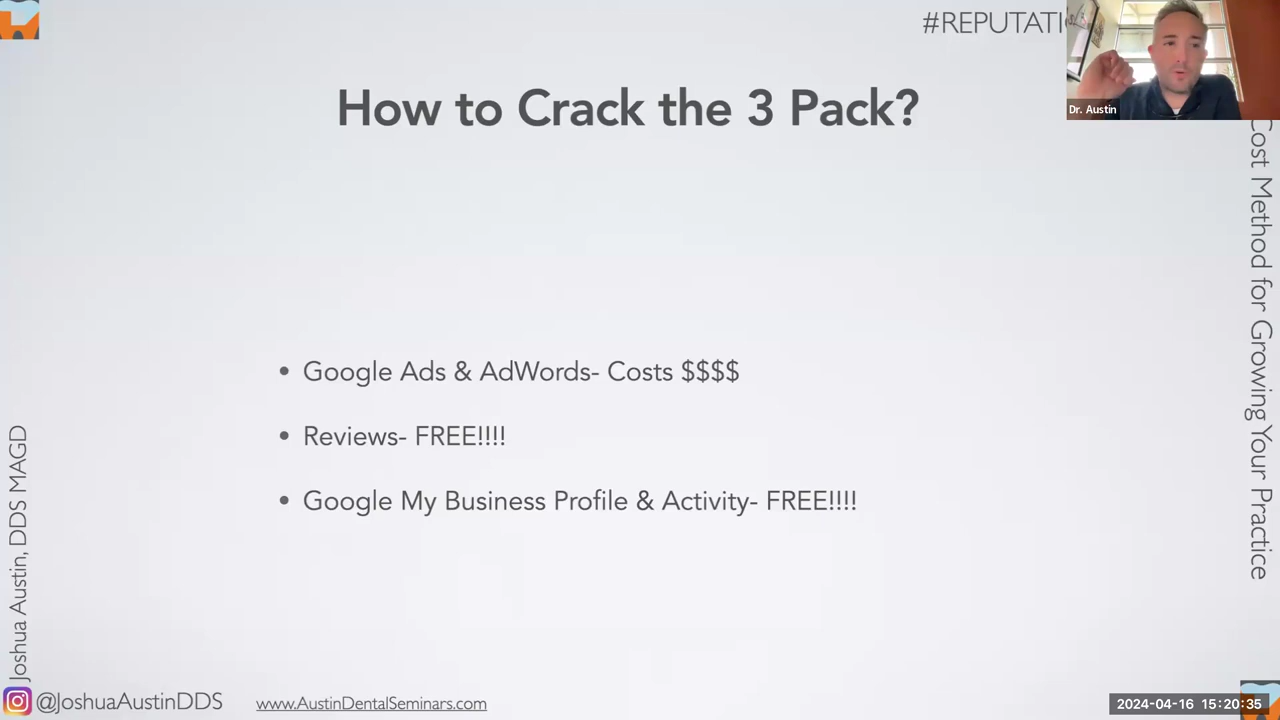 #REPUTATI
Dr. Austin
How to Crack the 3 Pack?
• Google Ads & AdWords- Costs $$$$
• Reviews- FREE!!!!
• Google My Business Profile & Activity- FREE!!!!
Joshua Austin, DDS MAGD
Cost Method for Growing Your Practice
@JoshuaAustinDDS
www.AustinDentalSeminars.com
2024-04-16 15:20:35